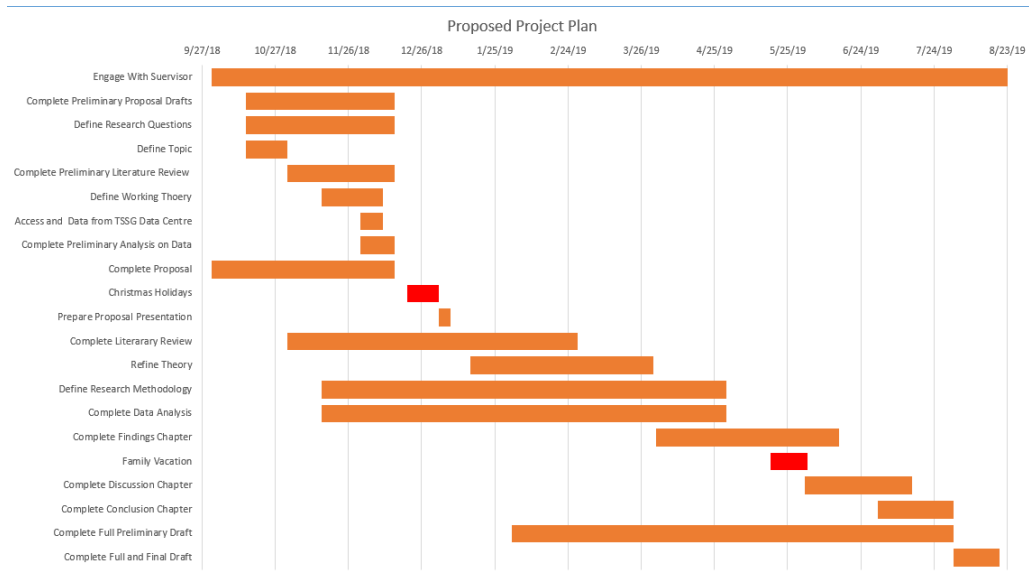 Proposed Project Plan
9/27/18 10/27/18 11/26/18 12/26/18 1/25/19 2/24/19 3/26/19 4/25/19 5/25/19 6/24/19 7/24/19 8/23/19
Engage With Suervisor
Complete Preliminary Proposal Drafts
Define Research Questions
Define Topic
Complete Preliminary LIterature Review
Define Working Thoery
Access and Data from TSSG Data Centre
Complete Preliminary Analysis on Data
Complete Proposal
Christmas Holidays
Prepare Proposal Presentation
Complete Literarary Review
Refine Theory
Define Research Methodology
Complete Data Analysis
Complete Findings Chapter
Family Vacation
Complete Discussion Chapter
Complete Conclusion Chapter
Complete Full Preliminary Draft
Complete Full and Final Draft